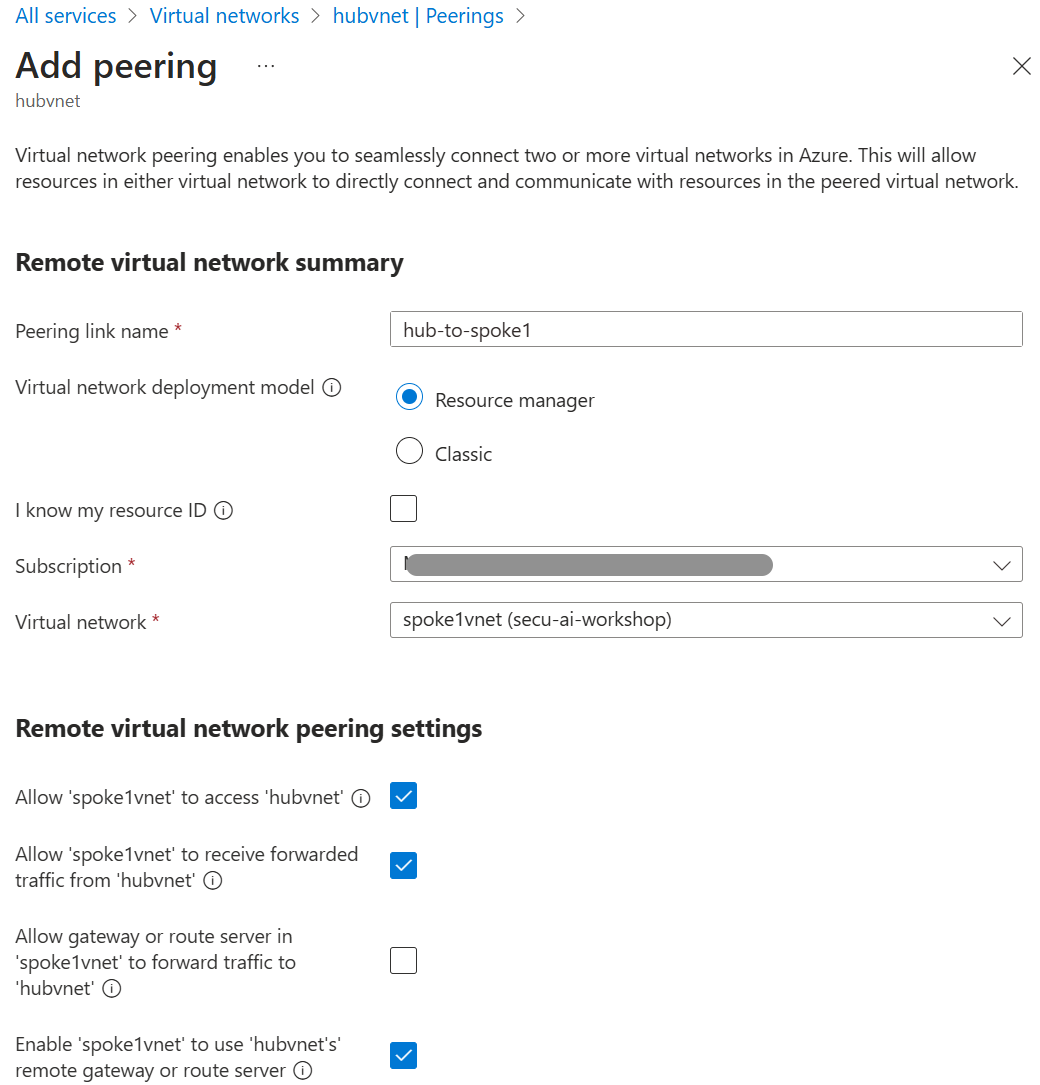 All services > Virtual networks > hubvnet | Peerings >
Add peering ...
hubvnet
Virtual network peering enables you to seamlessly connect two or more virtual networks in Azure. This will allow
resources in either virtual network to directly connect and communicate with resources in the peered virtual network.
Remote virtual network summary
Peering link name *
hub-to-spoke1
Virtual network deployment model
Resource manager
Classic
I know my resource ID
Subscription *
Virtual network *
spoke1vnet (secu-ai-workshop)
Remote virtual network peering settings
Allow 'spoke1vnet' to access 'hubvnet'
Allow 'spoke1vnet' to receive forwarded
traffic from 'hubvnet'
Allow gateway or route server in
'spoke1vnet' to forward traffic to
'hubvnet'
Enable 'spoke1vnet' to use 'hubvnet's'
remote gateway or route server